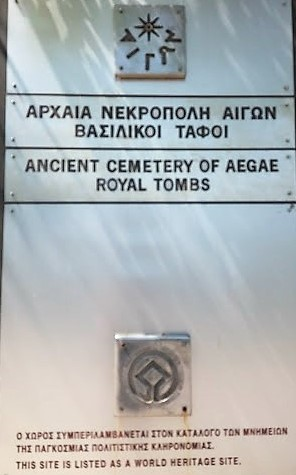 ΑΡΧΑΙΑ ΝΕΚΡΟΠΟΛΗ ΑΙΓΩΝ
ΒΑΣΙΛΙΚΟΙ ΤΑΦΟΙ
ANCIENT CEMETERY OF AEGAE
ROYAL TOMBS
Ο ΧΩΡΟΣ ΣΥΜΠΕΡΙΛΑΜΒΑΝΕΤΑΙ ΣΤΟΝ ΚΑΤΑΛΟΓΟ ΤΩΝ ΜΝΗΜΕΙΩΝ
ΤΗΣ ΠΑΓΚΟΣΜΙΑΣ ΠΟΛΙΤΙΣΤΙΚΗΣ ΚΛΗΡΟΝΟΜΙΑΣ.
THIS SITE IS LISTED AS A WORLD HERITAGE SITE.